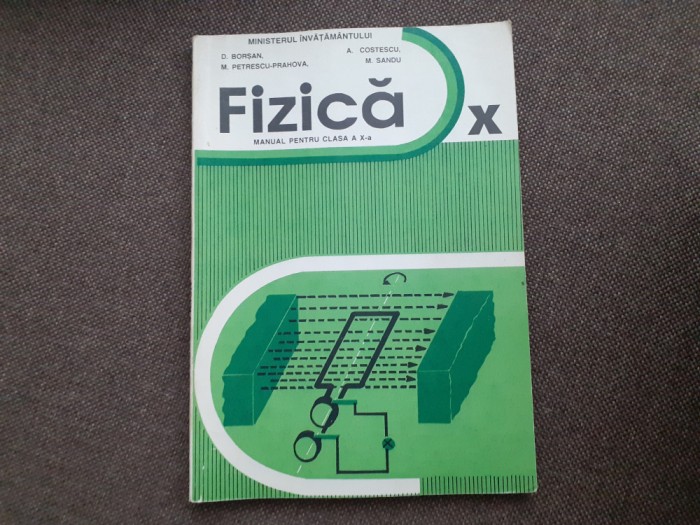 MINISTERUL ÎNVĂȚĂMÂNTULUI
D. BORȘAN, A. COSTESCU,
M. PETRESCU-PRAHOVA, M. SANDU
Fizică X
MANUAL PENTRU CLASA A X-a